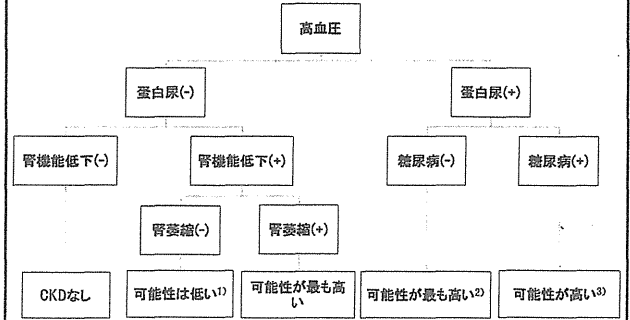 高血圧
蛋白尿(-)
蛋白尿(+)
腎機能低下(-)
腎機能低下(+)
糖尿病(-)
糖尿病(+)
腎萎縮(-)
腎萎縮(+)
CKDなし
可能性は低い1)
可能性が最も高
い
可能性が最も高い2)
可能性が高い3)